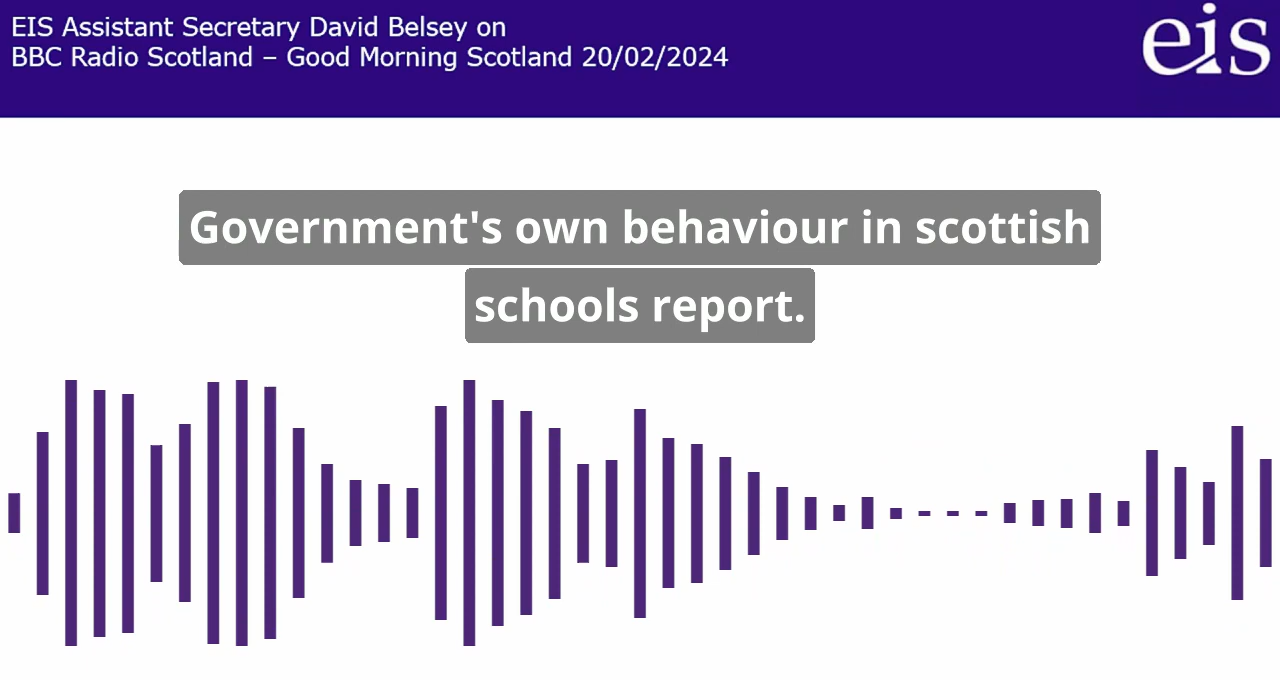 EIS Assistant Secretary David Belsey on
BBC Radio Scotland – Good Morning Scotland 20/02/2024
eis
Government's own behaviour in scottish
schools report.